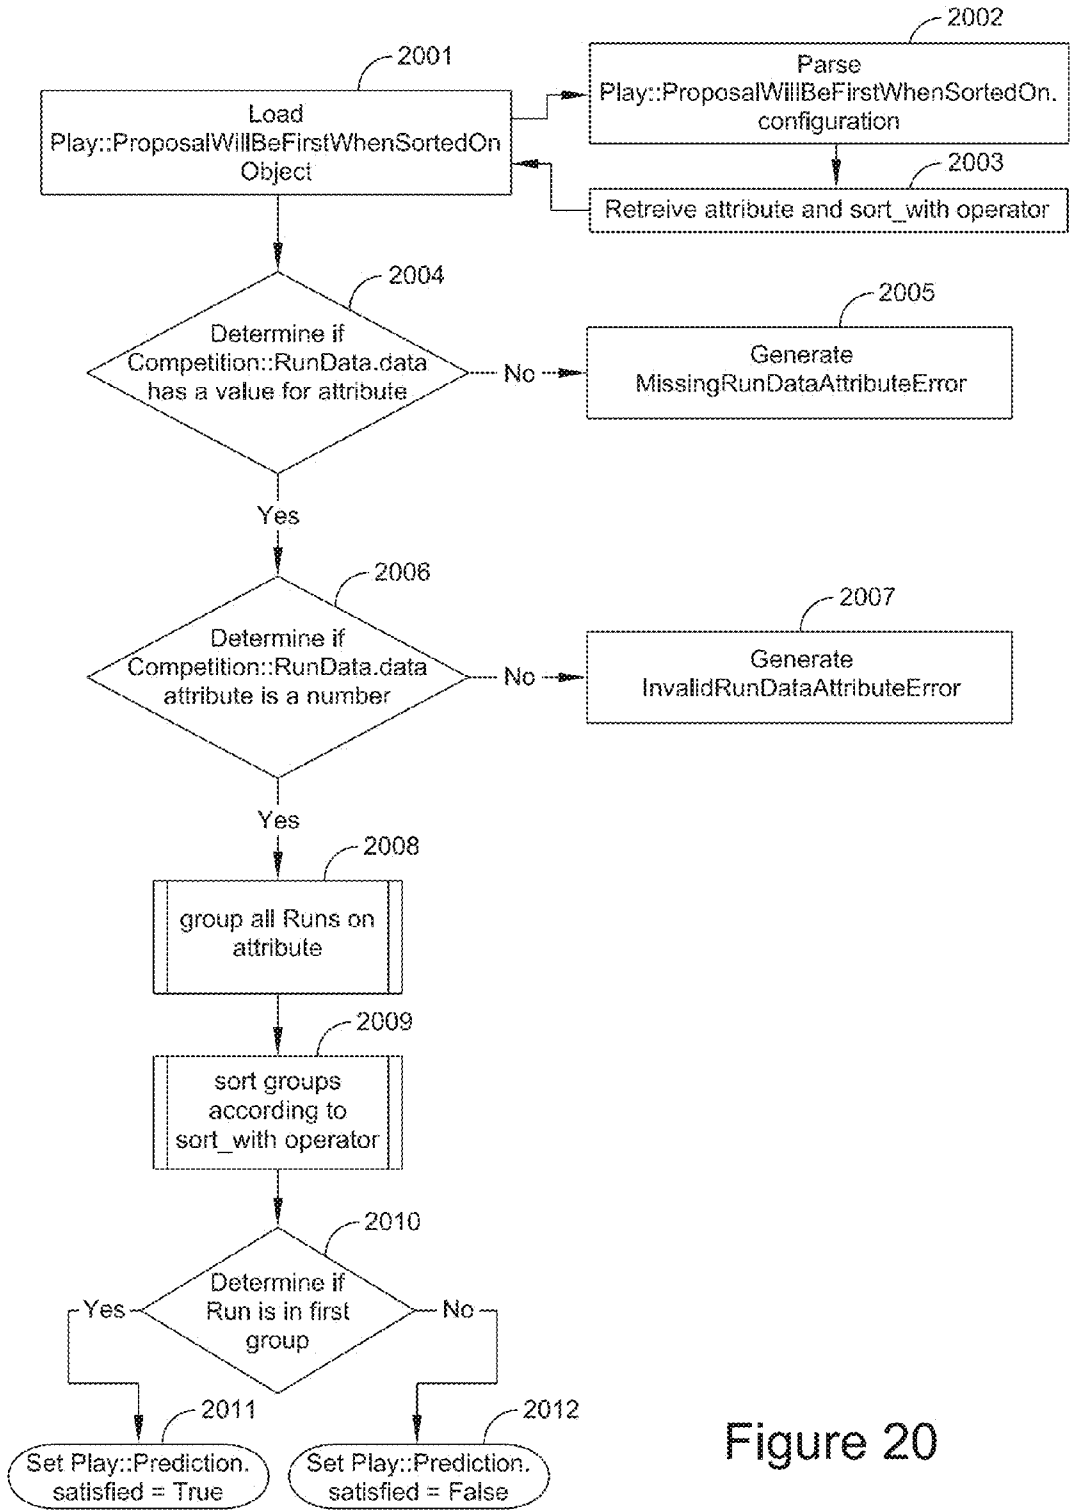 2001
Load
Play::ProposalWillBeFirstWhenSortedOn
Object
2002
Parse
Play::ProposalWillBeFirstWhenSortedOn.
configuration
2003
Retreive attribute and sort_with operator
2004
Determine if
Competition::RunData.data
has a value for attribute
No
2005
Generate
MissingRunDataAttributeError
Yes
2006
Determine if
Competition::RunData.data
attribute is a number
No
2007
Generate
InvalidRunDataAttributeError
Yes
2008
group all Runs on
attribute
2009
sort groups
according to
sort_with operator
2010
Determine if
Run is in first
group
Yes
No
2011
Set Play::Prediction.
satisfied = True
2012
Set Play::Prediction.
satisfied = False
Figure 20